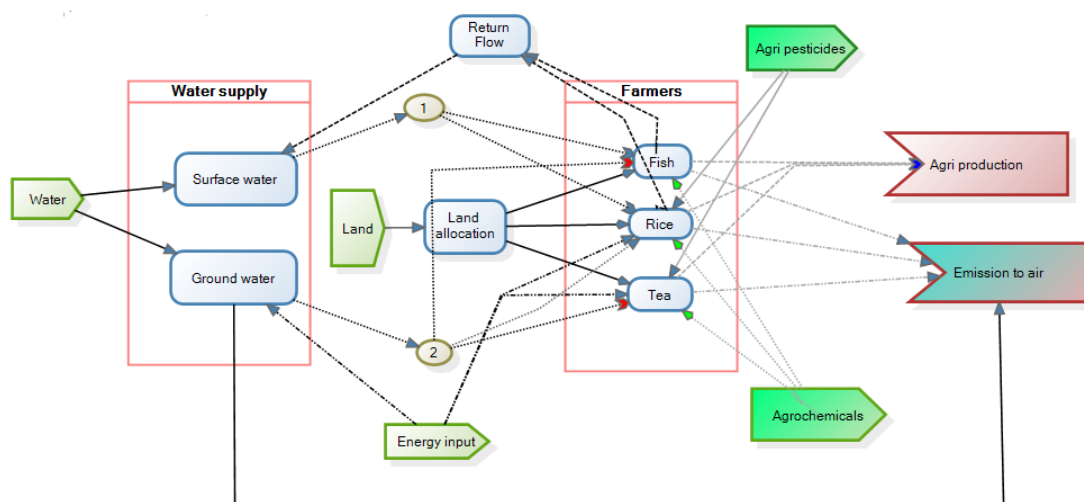 Return
Flow
Agri pesticides
Water supply
Farmers
1
Fish
Agri production
Surface water
Water
Land
Land
allocation
Rice
Ground water
Emission to air
Tea
2
Energy input
Agrochemicals